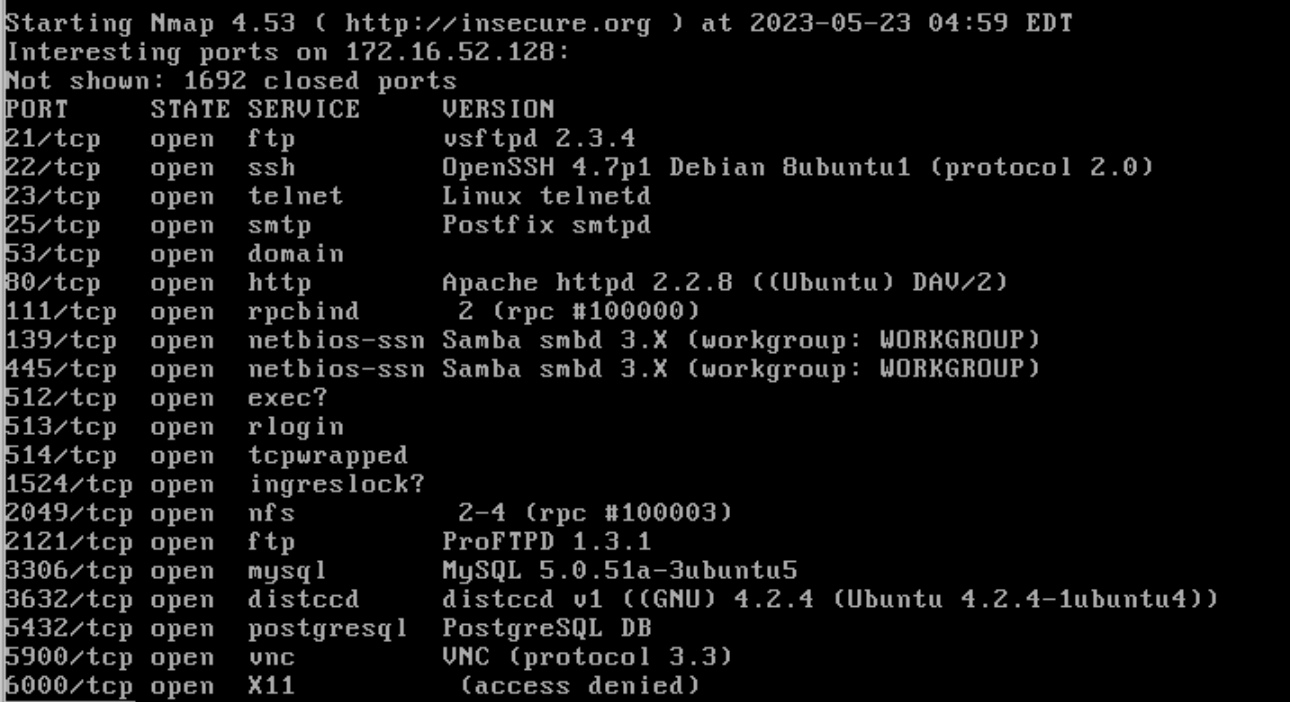 Starting Nmap 4.53 ( http://insecure.org ) at 2023-05-23 04:59 EDT
Interesting ports on 172.16.52.128:
Not shown: 1692 closed ports
PORT     STATE SERVICE     VERSION
21/tcp   open  ftp         vsftpd 2.3.4
22/tcp   open  ssh         OpenSSH 4.7p1 Debian 8ubuntu1 (protocol 2.0)
23/tcp   open  telnet      Linux telnetd
25/tcp   open  smtp        Postfix smtpd
53/tcp   open  domain
80/tcp   open  http        Apache httpd 2.2.8 ((Ubuntu) DAV/2)
111/tcp  open  rpcbind      2 (rpc #100000)
139/tcp  open  netbios-ssn Samba smbd 3.X (workgroup: WORKGROUP)
445/tcp  open  netbios-ssn Samba smbd 3.X (workgroup: WORKGROUP)
512/tcp  open  exec?
513/tcp  open  rlogin
514/tcp  open  tcpwrapped
1524/tcp open  ingreslock?
2049/tcp open  nfs          2-4 (rpc #100003)
2121/tcp open  ftp         ProFTPD 1.3.1
3306/tcp open  mysql       MySQL 5.0.51a-3ubuntu5
3632/tcp open  distccd     distccd v1 ((GNU) 4.2.4 (Ubuntu 4.2.4-1ubuntu4))
5432/tcp open  postgresql  PostgreSQL DB
5900/tcp open  vnc         VNC (protocol 3.3)
6000/tcp open  X11          (access denied)